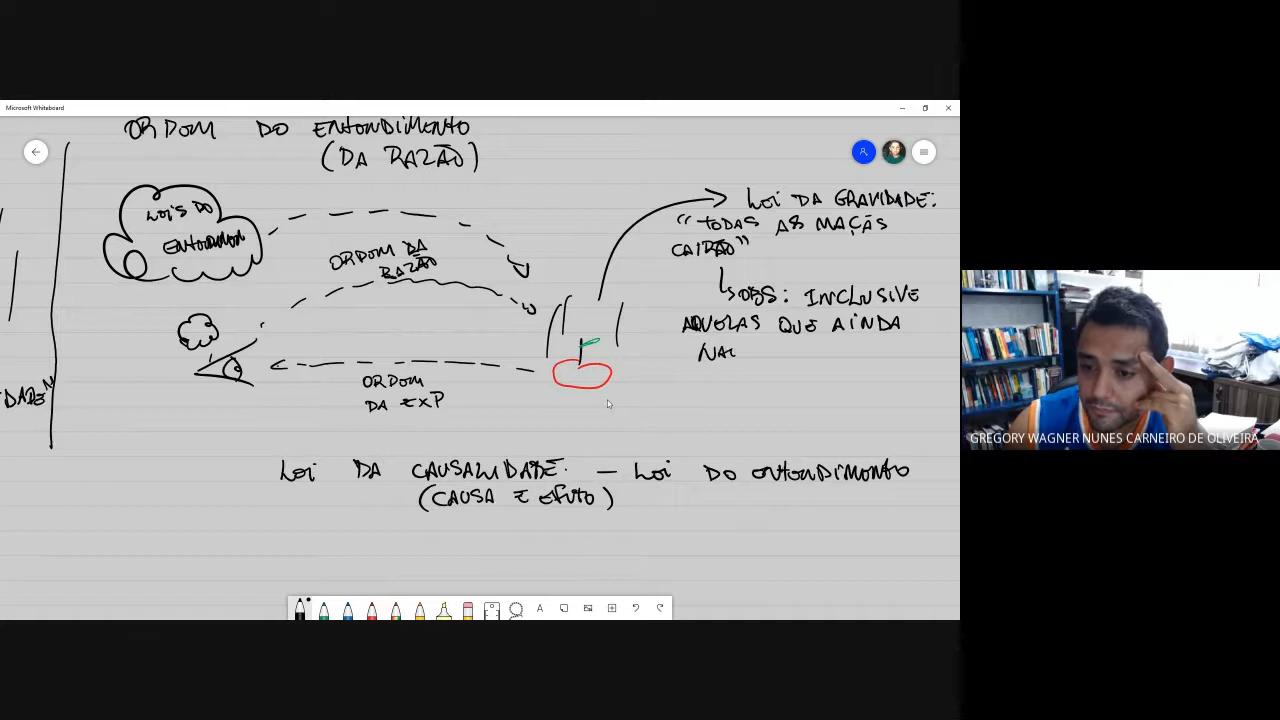 Microsoft Whiteboard
ORDEM DO ENTENDIMENTO
(DA RAZÃO)
LEIS DO
LEI DA GRAVIDADE:
"TODAS AS MAÇÃS
CAIRÃO"
OBS: INCLUSIVE
AQUELAS QUE AINDA
ORDEM DA
RAZÃO
ORDEM
DA EXP
DADE"
LEI DA CAUSALIDADE. — LEI DO ENTENDIMENTO
(CAUSA E EFEITO)
GREGORY WAGNER NUNES CARNEIRO DE OLIVEIRA